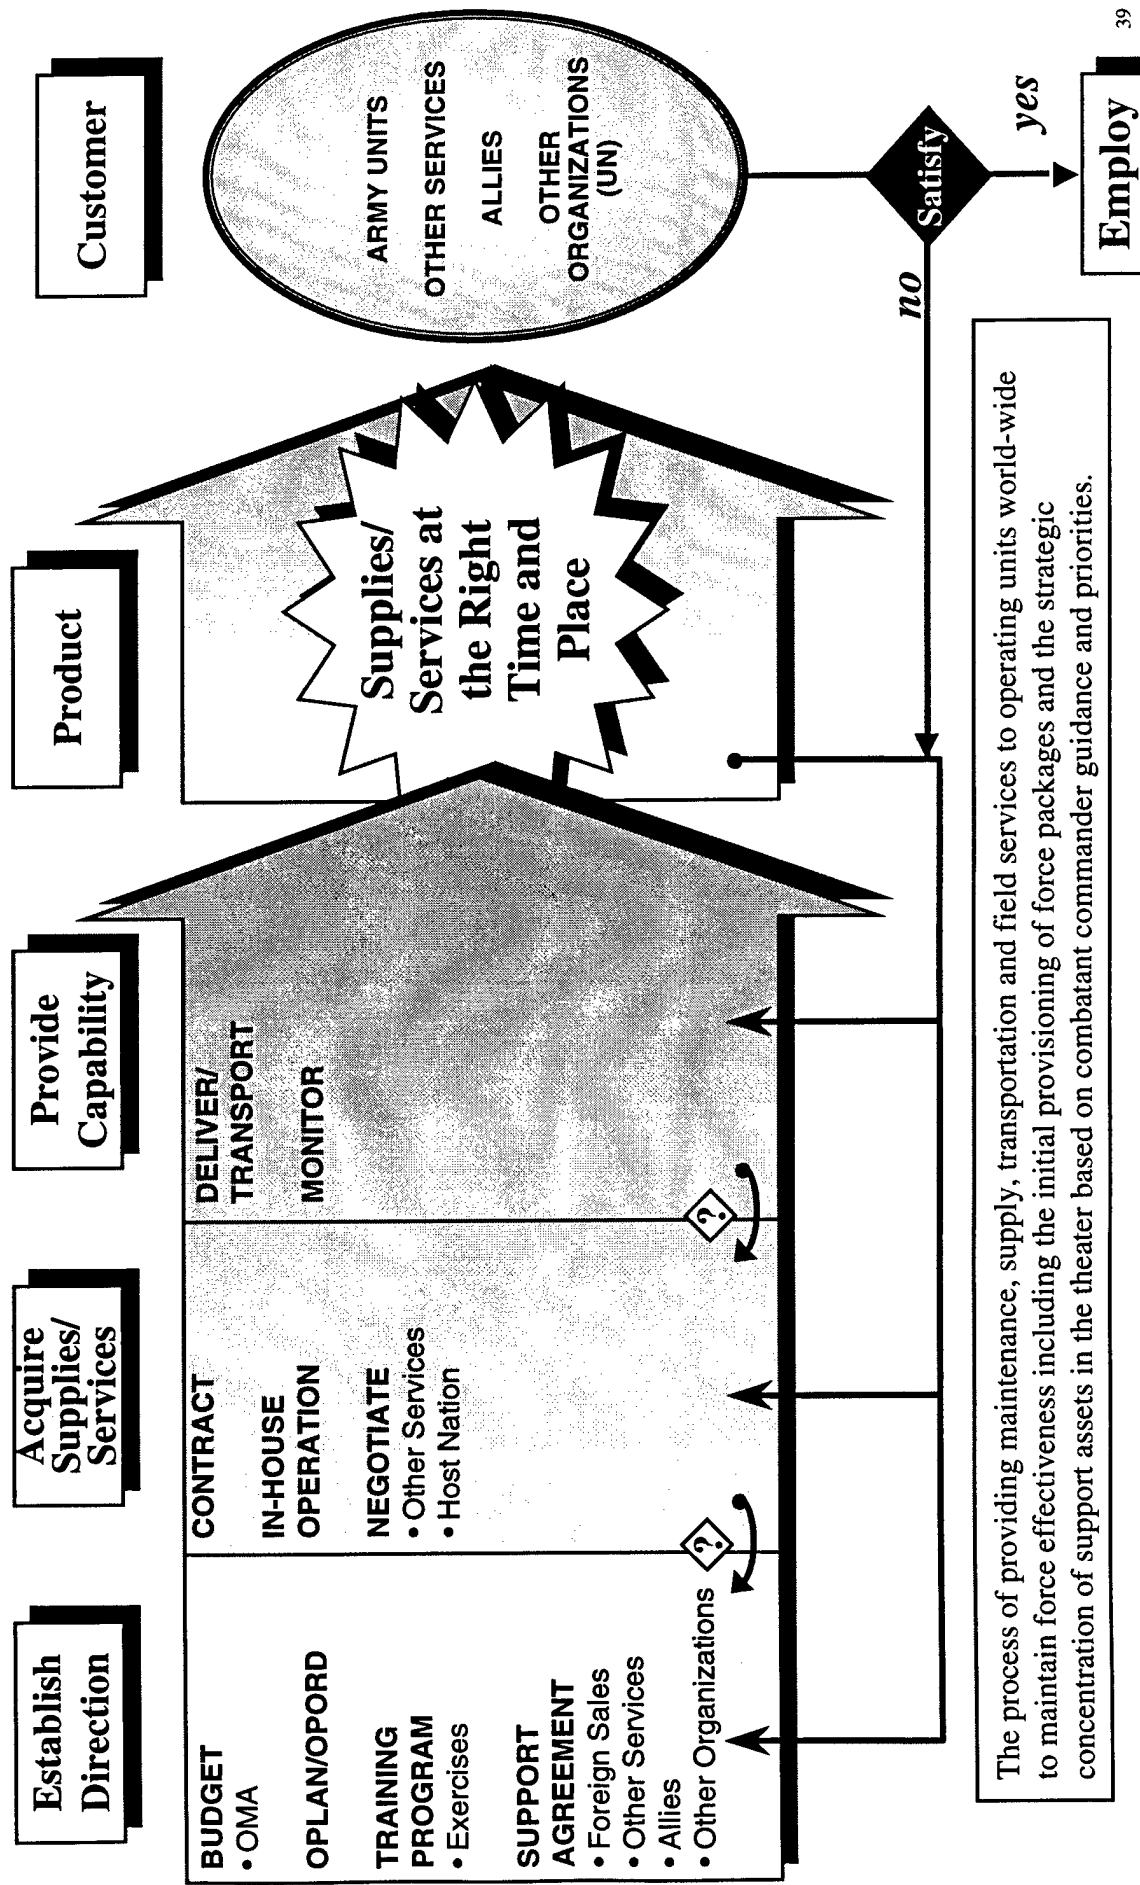 Establish
Direction
Acquire
Supplies/
Services
Provide
Capability
Product
Customer
BUDGET
• OMA
OPLAN/OPORD
TRAINING
PROGRAM
• Exercises
SUPPORT
AGREEMENT
• Foreign Sales
• Other Services
• Allies
• Other Organizations
?
CONTRACT
IN-HOUSE
OPERATION
NEGOTIATE
• Other Services
• Host Nation
?
DELIVER/
TRANSPORT
MONITOR
Supplies/
Services at
the Right
Time and
Place
ARMY UNITS
OTHER SERVICES
ALLIES
OTHER
ORGANIZATIONS
(UN)
Satisfy
no
yes
Employ
The process of providing maintenance, supply, transportation and field services to operating units world-wide
to maintain force effectiveness including the initial provisioning of force packages and the strategic
concentration of support assets in the theater based on combatant commander guidance and priorities.
39